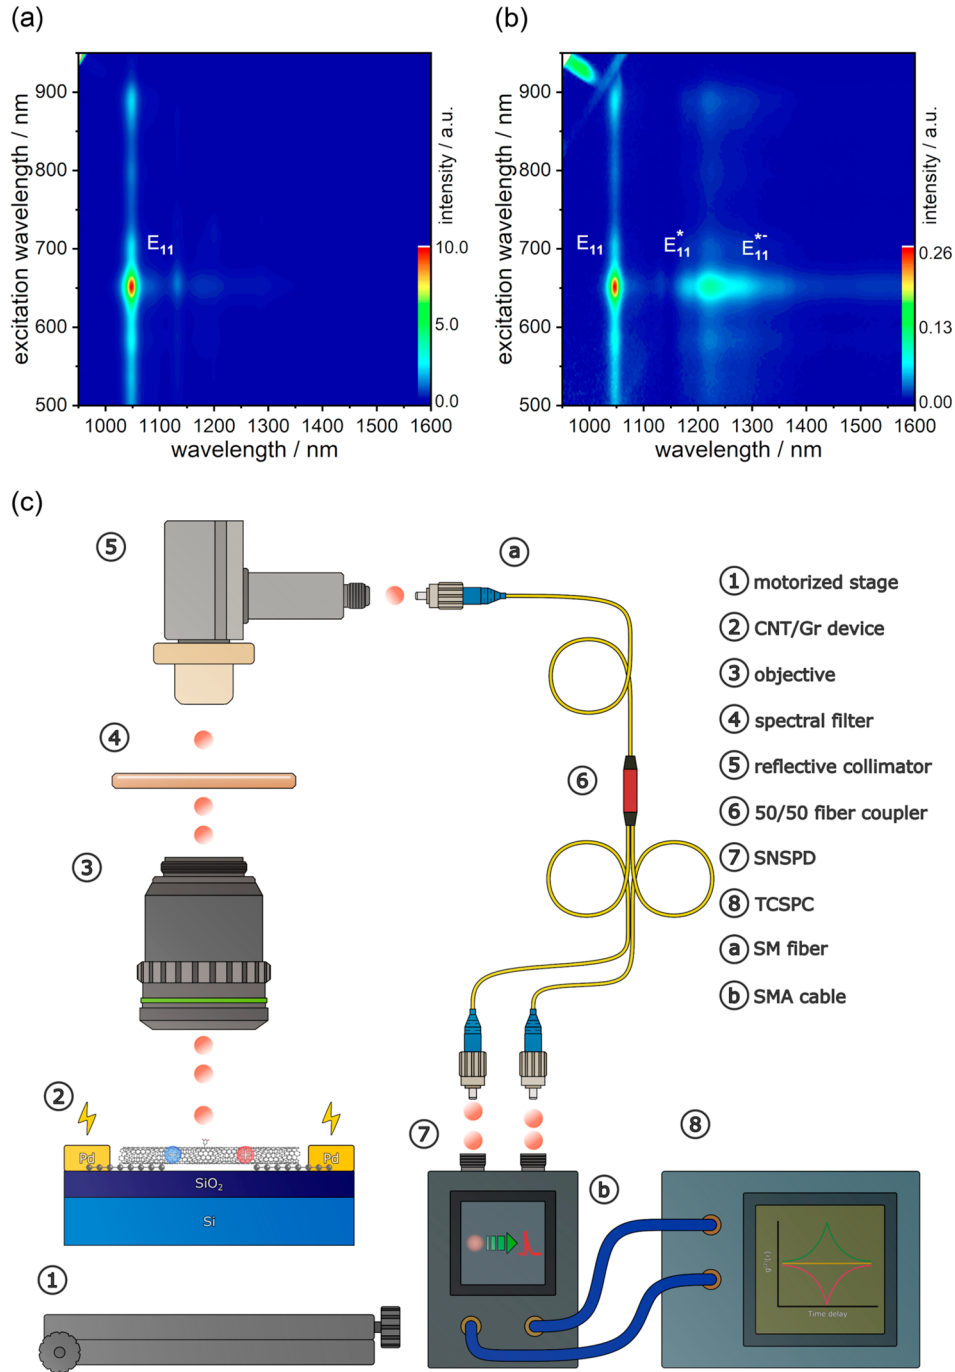 (a)
(b)
excitation wavelength / nm
900
800
700
600
500
E11
intensity / a.u.
10.0
5.0
0.0
1000 1100 1200 1300 1400 1500 1600
wavelength / nm
excitation wavelength / nm
900
800
700
600
500
E11 E11* E11*-
intensity / a.u.
0.26
0.13
0.00
1000 1100 1200 1300 1400 1500 1600
wavelength / nm
(c)
5
a
4
3
6
2
7
8
b
1
Pd
Pd
SiO2
Si
Time delay
1 motorized stage
2 CNT/Gr device
3 objective
4 spectral filter
5 reflective collimator
6 50/50 fiber coupler
7 SNSPD
8 TCSPC
a SM fiber
b SMA cable